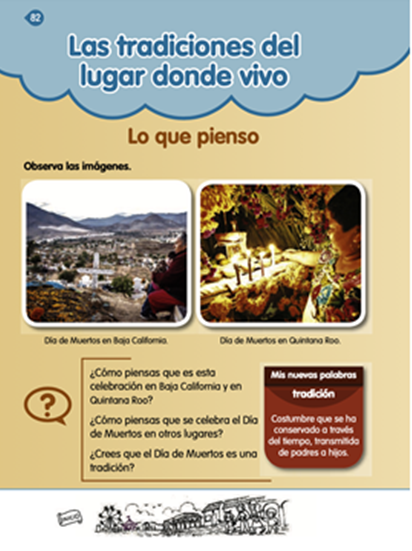 82
Las tradiciones del
lugar donde vivo
Lo que pienso
Observa las imágenes.
Día de Muertos en Baja California.
Día de Muertos en Quintana Roo.
?
¿Cómo piensas que es esta
celebración en Baja California y en
Quintana Roo?
¿Cómo piensas que se celebra el Día
de Muertos en otros lugares?
¿Crees que el Día de Muertos es una
tradición?
Mis nuevas palabras
tradición
Costumbre que se ha
conservado a través
del tiempo, transmitida
de padres a hijos.
INICIO